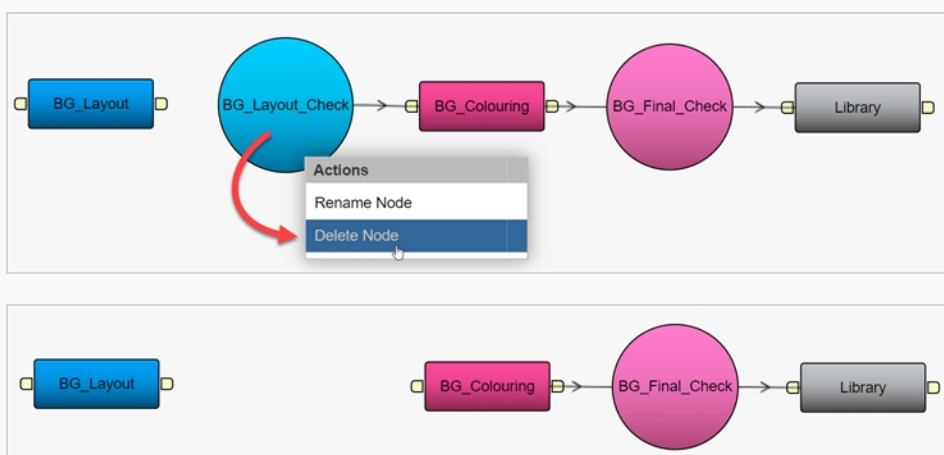 BG_Layout
BG_Layout_Check
BG_Colouring
BG_Final_Check
Library
Actions
Rename Node
Delete Node
BG_Layout
BG_Colouring
BG_Final_Check
Library